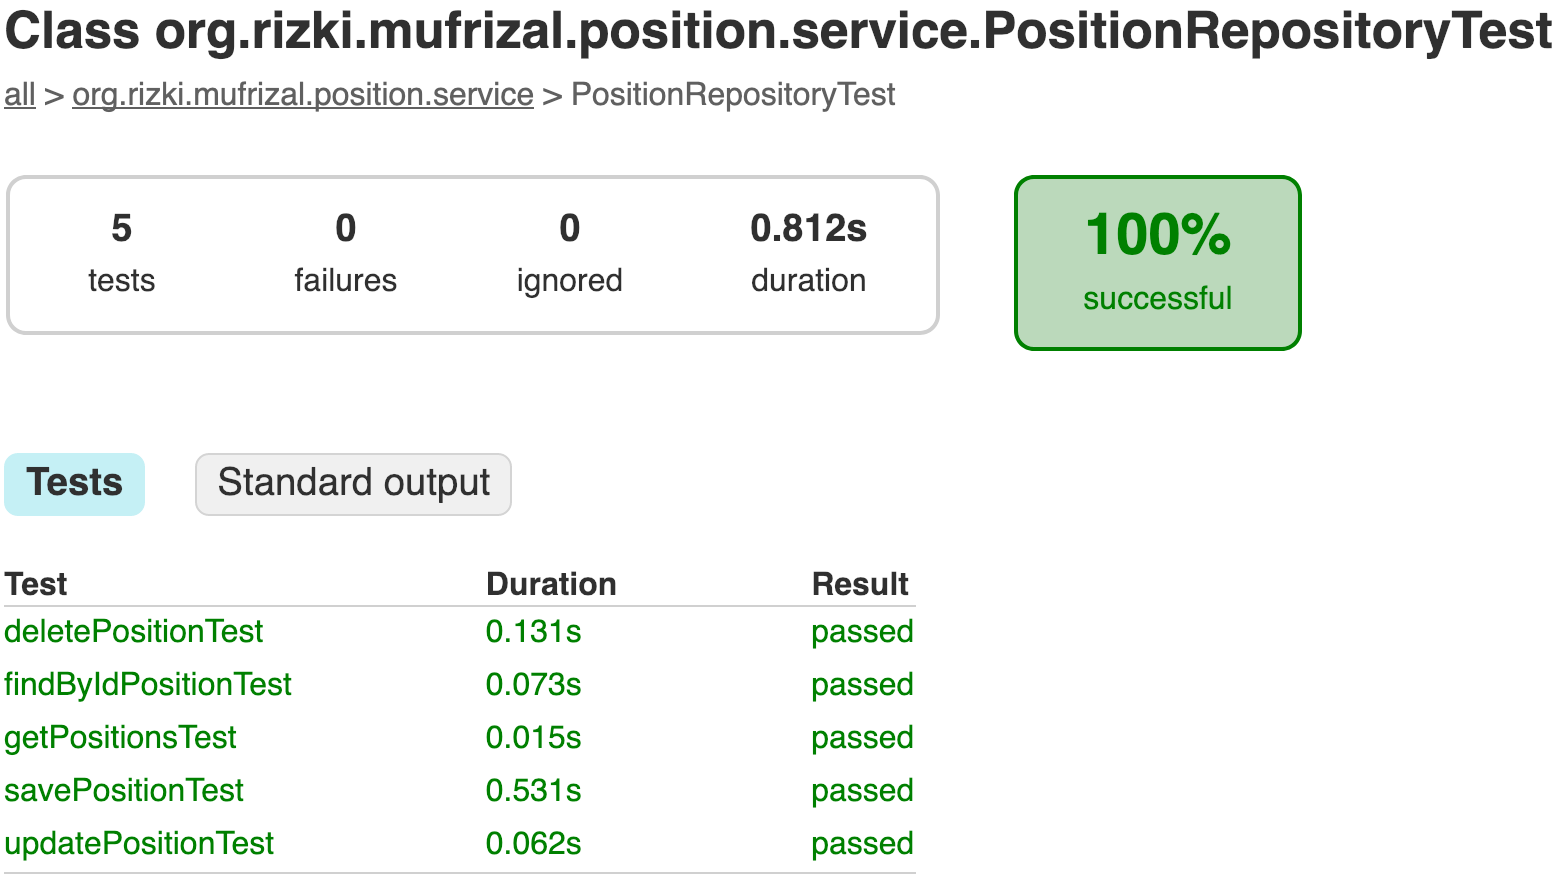 Class org.rizki.mufrizal.position.service.PositionRepositoryTest
all > org.rizki.mufrizal.position.service > PositionRepositoryTest
5 0 0 0.812s
tests failures ignored duration
100%
successful
Tests Standard output
Test Duration Result
deletePositionTest 0.131s passed
findByIdPositionTest 0.073s passed
getPositionsTest 0.015s passed
savePositionTest 0.531s passed
updatePositionTest 0.062s passed